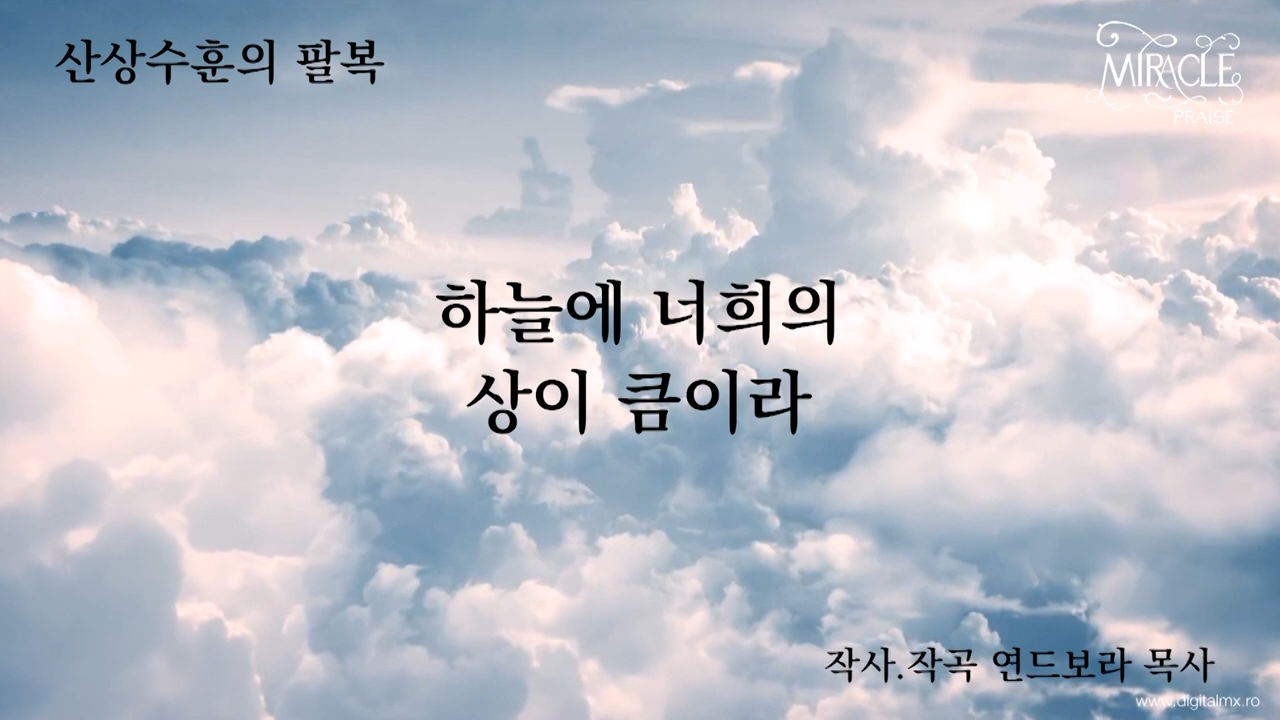 산상수훈의 팔복
MIRACLE
PRAISE
하늘에 너희의
상이 큼이라
작사.작곡 연드보라 목사
www.digitalmx.ro